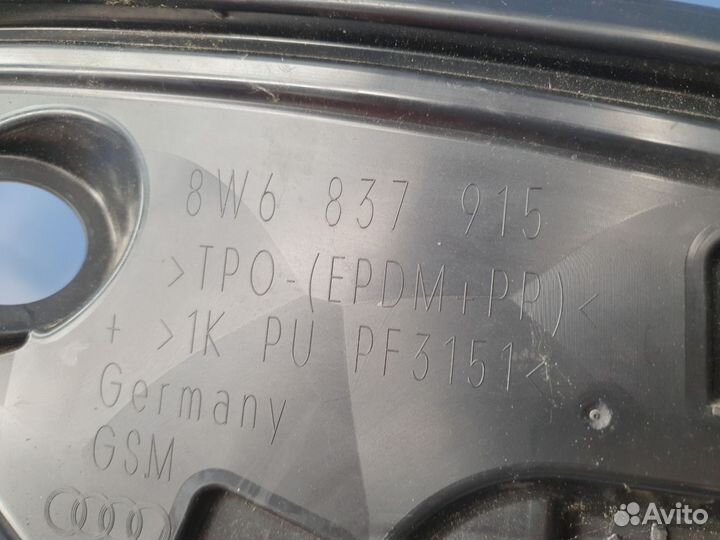 8W6 837 915
>TPO-(EPDM+PP)<
+ >1K PU PF3151<
Germany
GSM
Avito